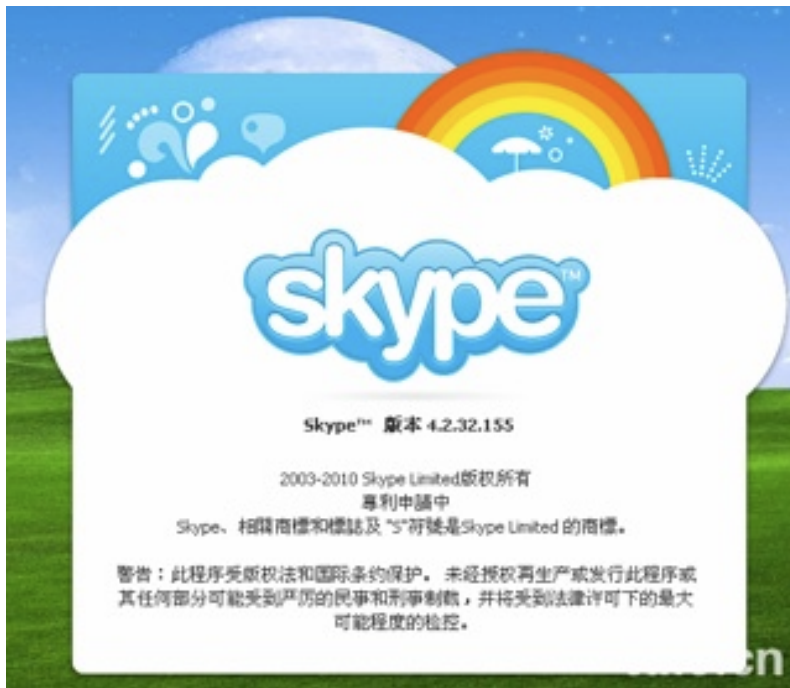 skype™
Skype™ 版本 4.2.32.155
2003-2010 Skype Limited版权所有
專利申請中
Skype、相關商標和標誌及 "S"符號是Skype Limited 的商標。
警告：此程序受版权法和国际条约保护。 未经授权再生产或发行此程序或
其任何部分可能受到严厉的民事和刑事制裁，并将受到法律许可下的最大
可能程度的检控。